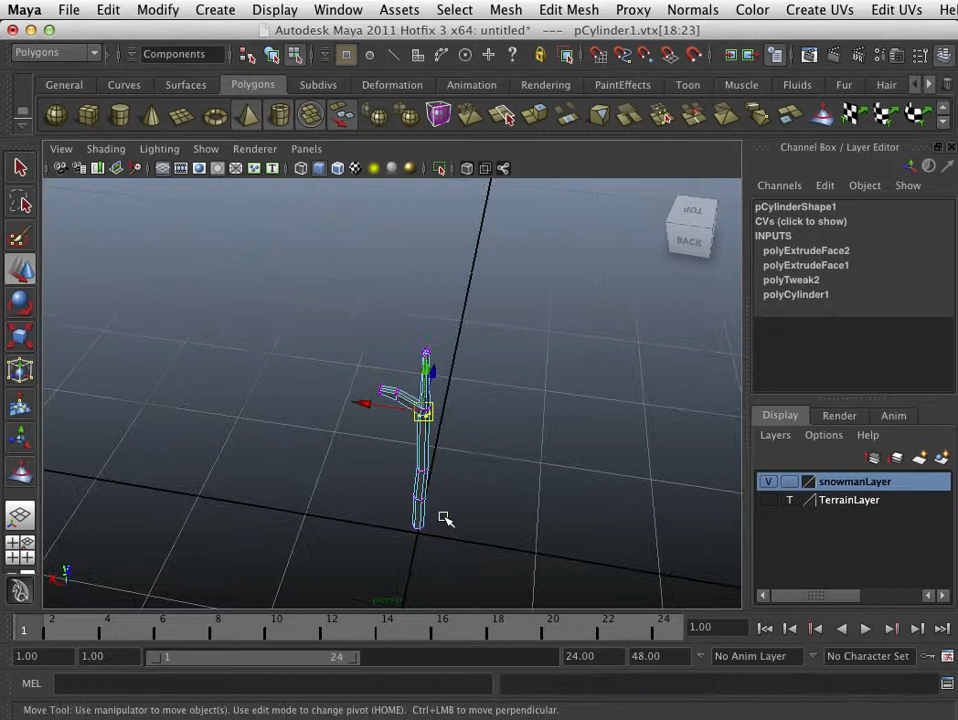 Maya File Edit Modify Create Display Window Assets Select Mesh Edit Mesh Proxy Normals Color Create UVs Edit UVs Hel
Autodesk Maya 2011 Hotfix 3 x64: untitled* --- pCylinder1.vtx[18:23]
Polygons Components
General Curves Surfaces Polygons Subdivs Deformation Animation Dynamics Rendering PaintEffects Toon Muscle Fluids Fur Hair
View Shading Lighting Show Renderer Panels
Channel Box / Layer Editor
Channels Edit Object Show
pCylinderShape1
CVs (click to show)
INPUTS
polyExtrudeFace2
polyExtrudeFace1
polyTweak2
polyCylinder1
TOP
BACK
persp
Display Render Anim
Layers Options Help
V snowmanLayer
T TerrainLayer
1 2 4 6 8 10 12 14 16 18 20 22 24 1.00
1.00 1.00 1 24 24.00 48.00 No Anim Layer No Character Set
MEL
Move Tool: Use manipulator to move object(s). Use edit mode to change pivot (HOME). Ctrl+LMB to move perpendicular.